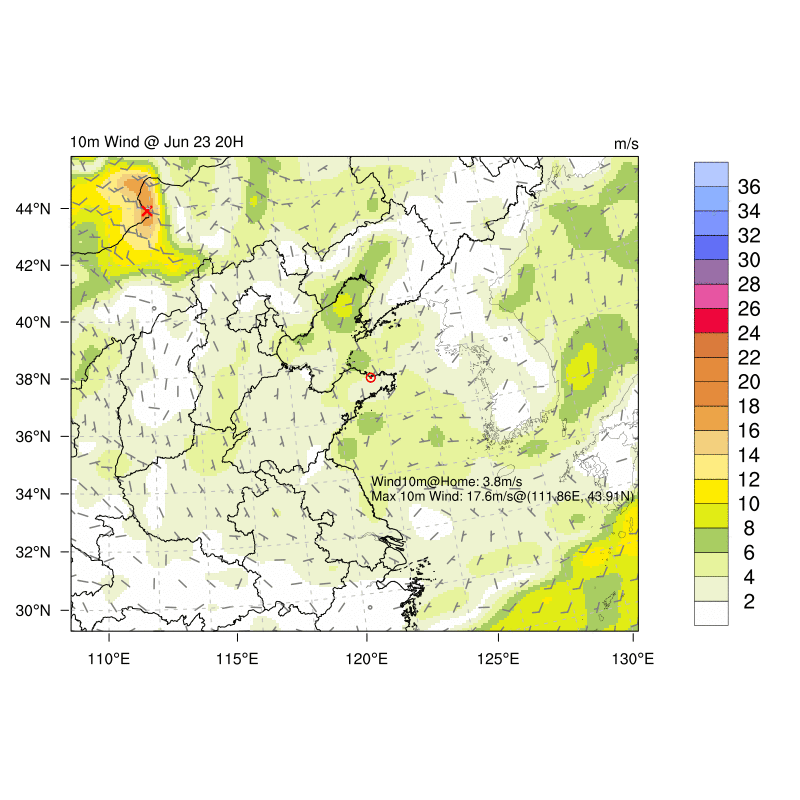 10m Wind @ Jun 23 20H
m/s
44°N
42°N
40°N
38°N
36°N
34°N
32°N
30°N
110°E
115°E
120°E
125°E
130°E
Wind10m@Home: 3.8m/s
Max 10m Wind: 17.6m/s@(111.86E, 43.91N)
36
34
32
30
28
26
24
22
20
18
16
14
12
10
8
6
4
2